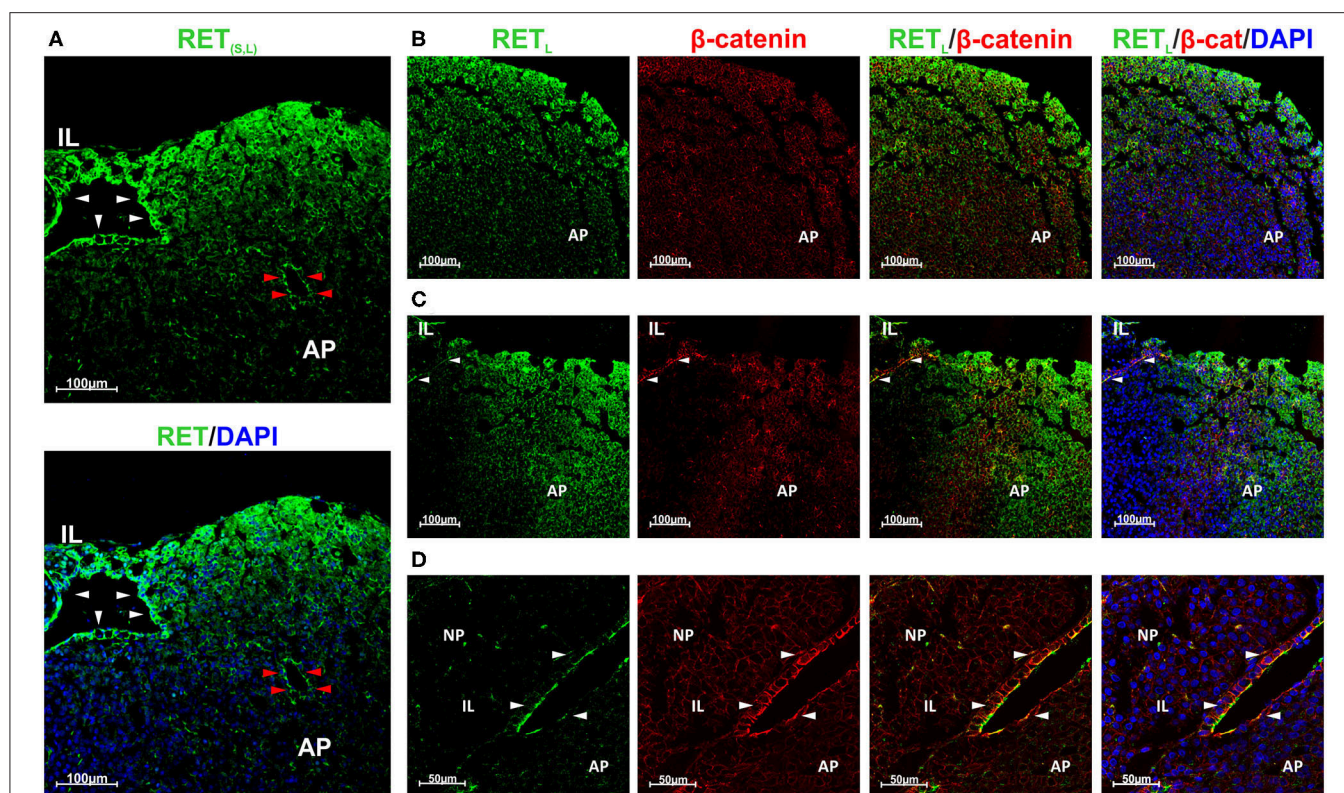 A
RET(S,L)
IL
AP
100µm
RET/DAPI
IL
AP
100µm
B
RETL
β-catenin
RETL/β-catenin
RETL/β-cat/DAPI
AP
AP
AP
AP
100µm
100µm
100µm
100µm
C
IL
IL
IL
IL
AP
AP
AP
AP
100µm
100µm
100µm
100µm
D
NP
NP
NP
NP
IL
IL
IL
IL
AP
AP
AP
AP
50µm
50µm
50µm
50µm